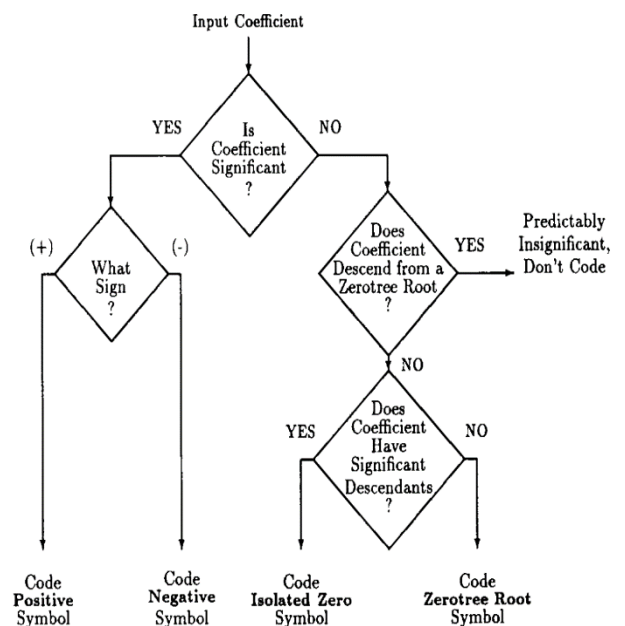 Input Coefficient
YES
NO
Is
Coefficient
Significant
?
(+)
(-)
What
Sign
?
Does
Coefficient
Descend from a
Zerotree Root
?
YES
Predictably
Insignificant,
Don't Code
NO
YES
NO
Does
Coefficient
Have
Significant
Descendants
?
Code
Positive
Symbol
Code
Negative
Symbol
Code
Isolated Zero
Symbol
Code
Zerotree Root
Symbol